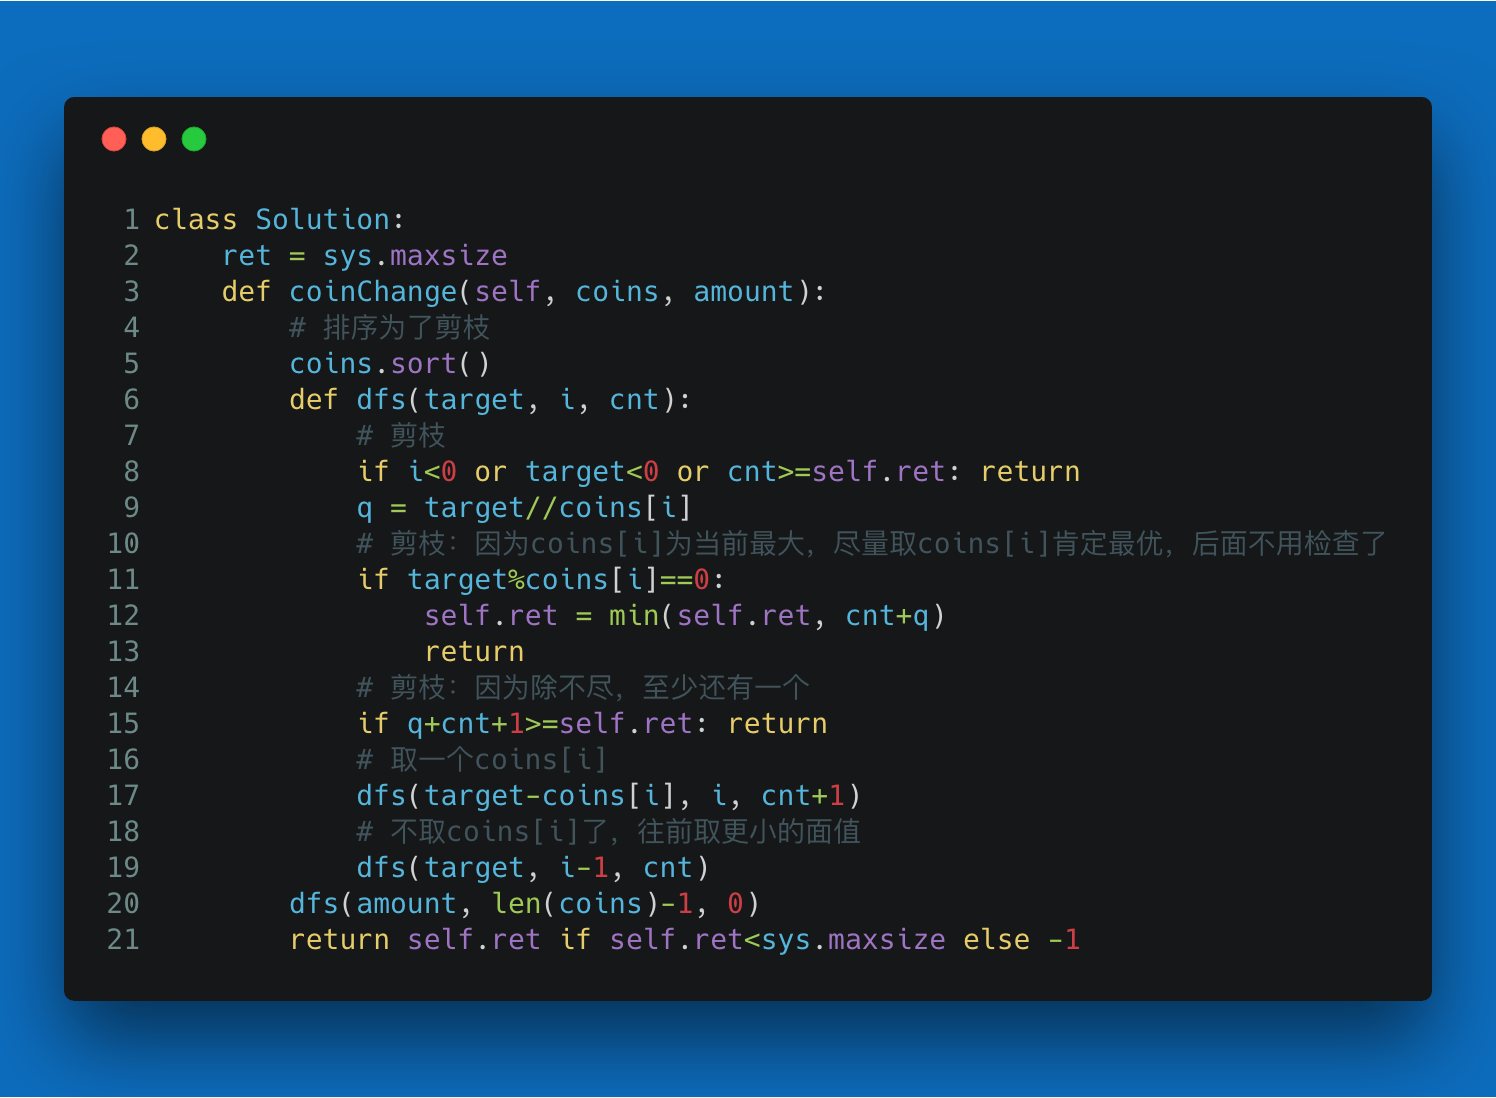 1 class Solution:
2     ret = sys.maxsize
3     def coinChange(self, coins, amount):
4         # 排序为了剪枝
5         coins.sort()
6         def dfs(target, i, cnt):
7             # 剪枝
8             if i<0 or target<0 or cnt>=self.ret: return
9             q = target//coins[i]
10             # 剪枝：因为coins[i]为当前最大，尽量取coins[i]肯定最优，后面不用检查了
11             if target%coins[i]==0:
12                 self.ret = min(self.ret, cnt+q)
13                 return
14             # 剪枝：因为除不尽，至少还有一个
15             if q+cnt+1>=self.ret: return
16             # 取一个coins[i]
17             dfs(target-coins[i], i, cnt+1)
18             # 不取coins[i]了，往前取更小的面值
19             dfs(target, i-1, cnt)
20         dfs(amount, len(coins)-1, 0)
21         return self.ret if self.ret<sys.maxsize else -1